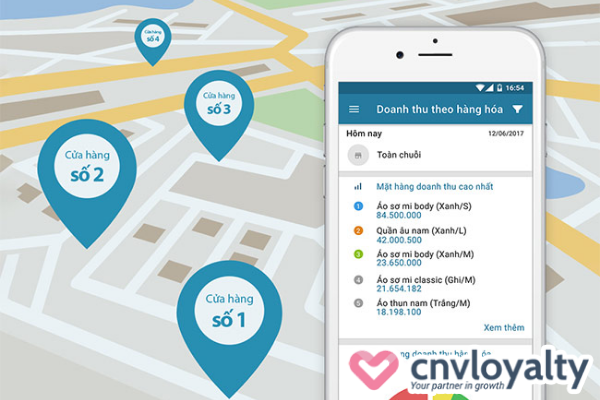 Cửa hàng
số 4
Cửa hàng
số 3
Cửa hàng
số 2
Cửa hàng
số 1
16:54
Doanh thu theo hàng hóa
Hôm nay 12/06/2017
Toàn chuỗi
Mặt hàng doanh thu cao nhất
1 Áo sơ mi body (Xanh/S)
84.500.000
2 Quần âu nam (Xanh/L)
42.000.500
3 Áo sơ mi body (Xanh/M)
23.650.000
4 Áo sơ mi classic (Ghi/M)
21.654.182
5 Áo thun nam (Trắng/M)
18.198.100
Xem thêm
doanh thu
cnvloyalty
Your partner in growth